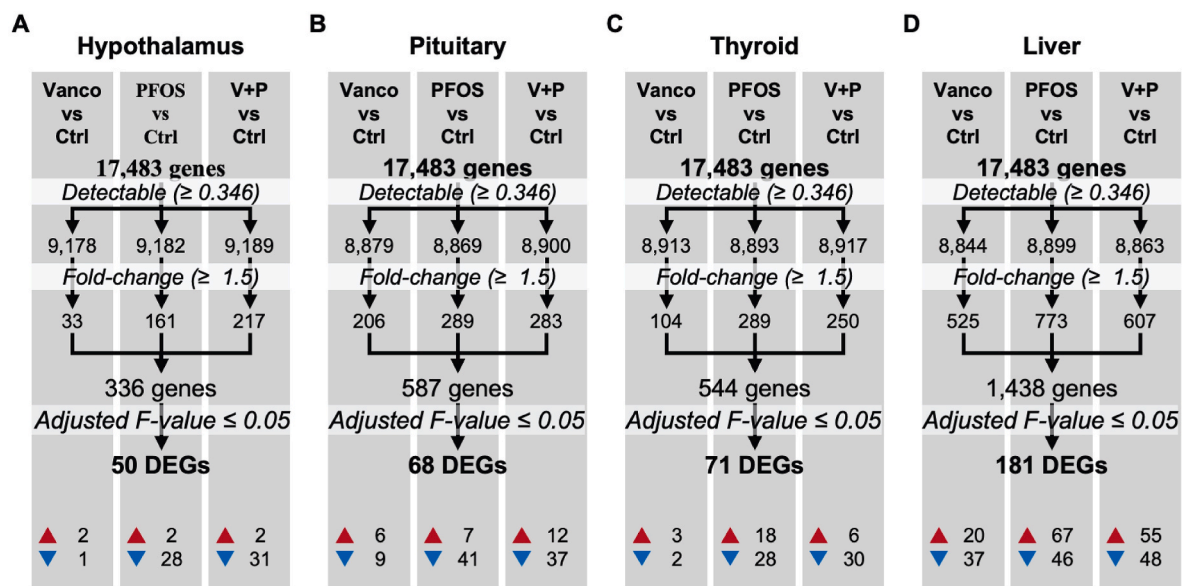 A
Hypothalamus
Vanco PFOS V+P
vs vs vs
Ctrl Ctrl Ctrl
17,483 genes
Detectable (≥ 0.346)
9,178 9,182 9,189
Fold-change (≥ 1.5)
33 161 217
336 genes
Adjusted F-value ≤ 0.05
50 DEGs
2 2 2
1 28 31
B
Pituitary
Vanco PFOS V+P
vs vs vs
Ctrl Ctrl Ctrl
17,483 genes
Detectable (≥ 0.346)
8,879 8,869 8,900
Fold-change (≥ 1.5)
206 289 283
587 genes
Adjusted F-value ≤ 0.05
68 DEGs
6 7 12
9 41 37
C
Thyroid
Vanco PFOS V+P
vs vs vs
Ctrl Ctrl Ctrl
17,483 genes
Detectable (≥ 0.346)
8,913 8,893 8,917
Fold-change (≥ 1.5)
104 289 250
544 genes
Adjusted F-value ≤ 0.05
71 DEGs
3 18 6
2 28 30
D
Liver
Vanco PFOS V+P
vs vs vs
Ctrl Ctrl Ctrl
17,483 genes
Detectable (≥ 0.346)
8,844 8,899 8,863
Fold-change (≥ 1.5)
525 773 607
1,438 genes
Adjusted F-value ≤ 0.05
181 DEGs
20 67 55
37 46 48